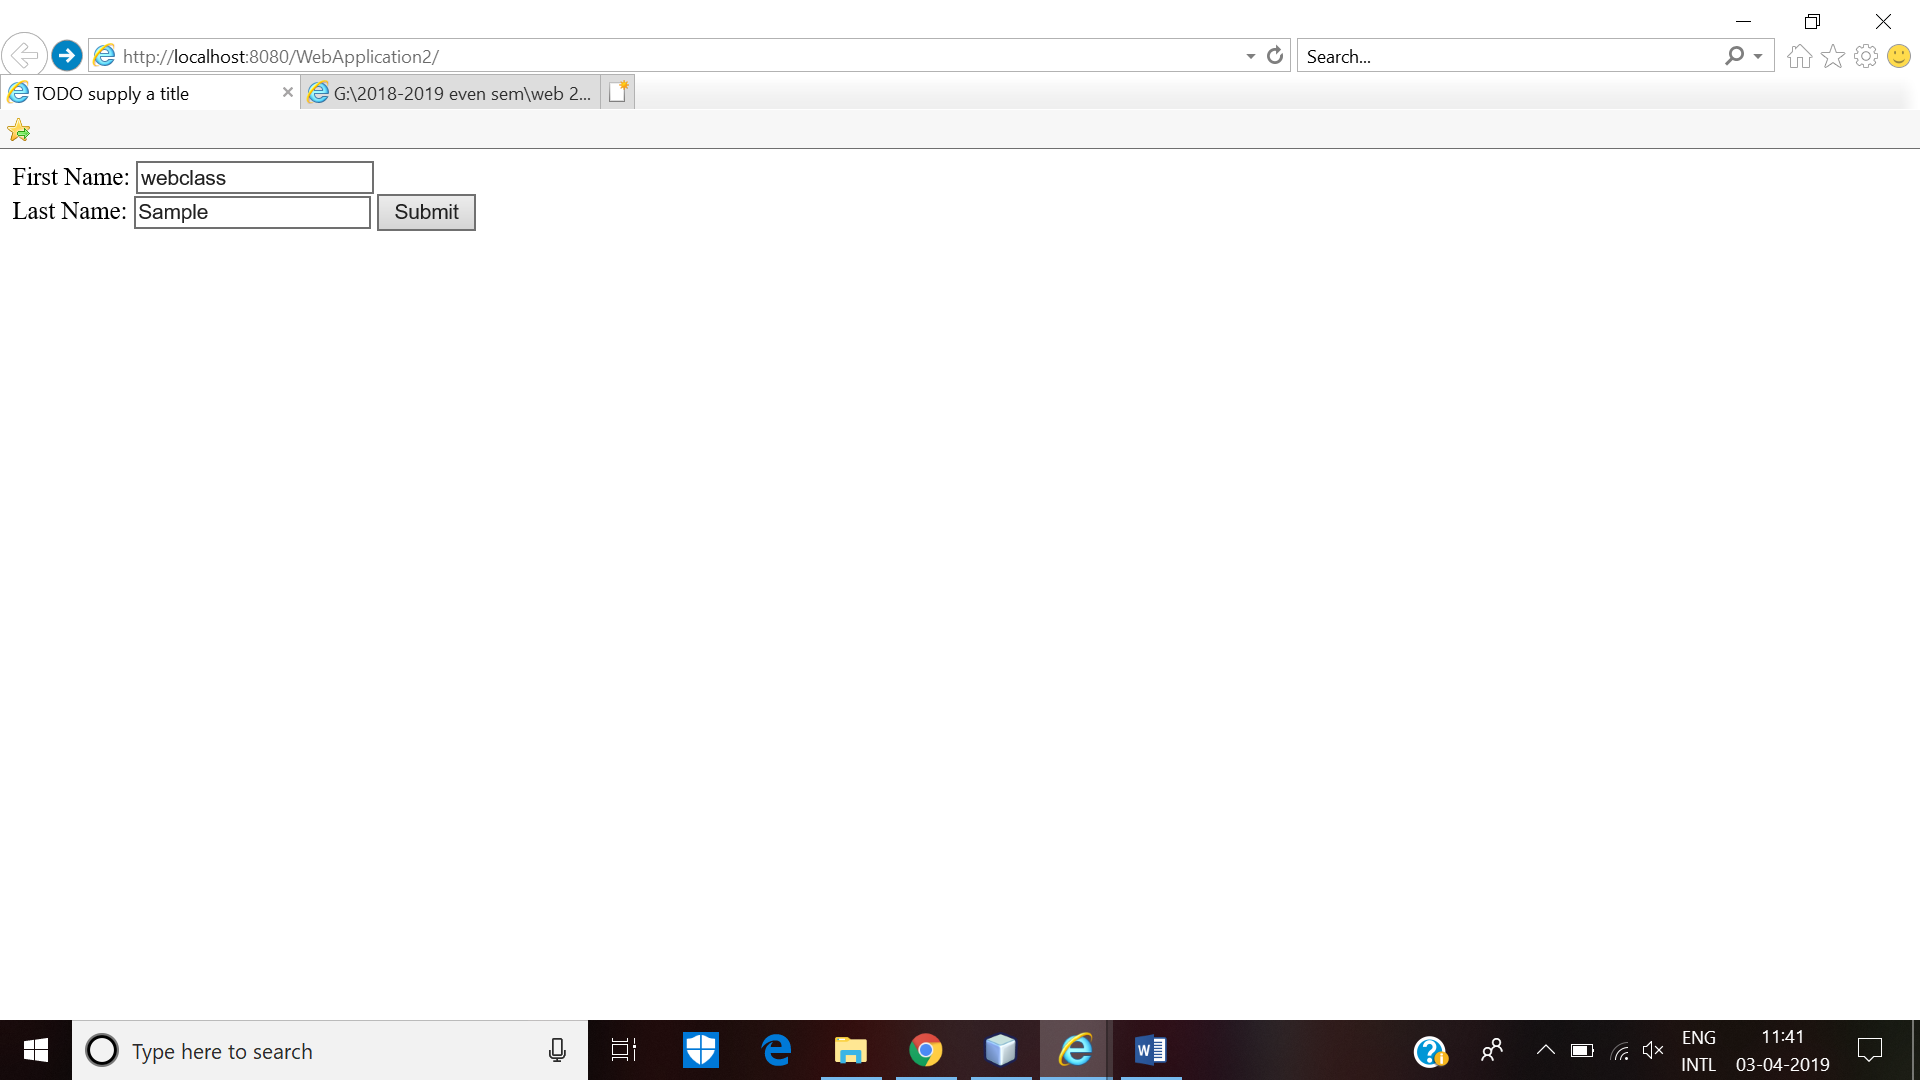 http://localhost:8080/WebApplication2/
Search...
TODO supply a title
G:\2018-2019 even sem\web 2...
First Name: webclass
Last Name: Sample Submit
Type here to search
ENG
INTL
11:41
03-04-2019